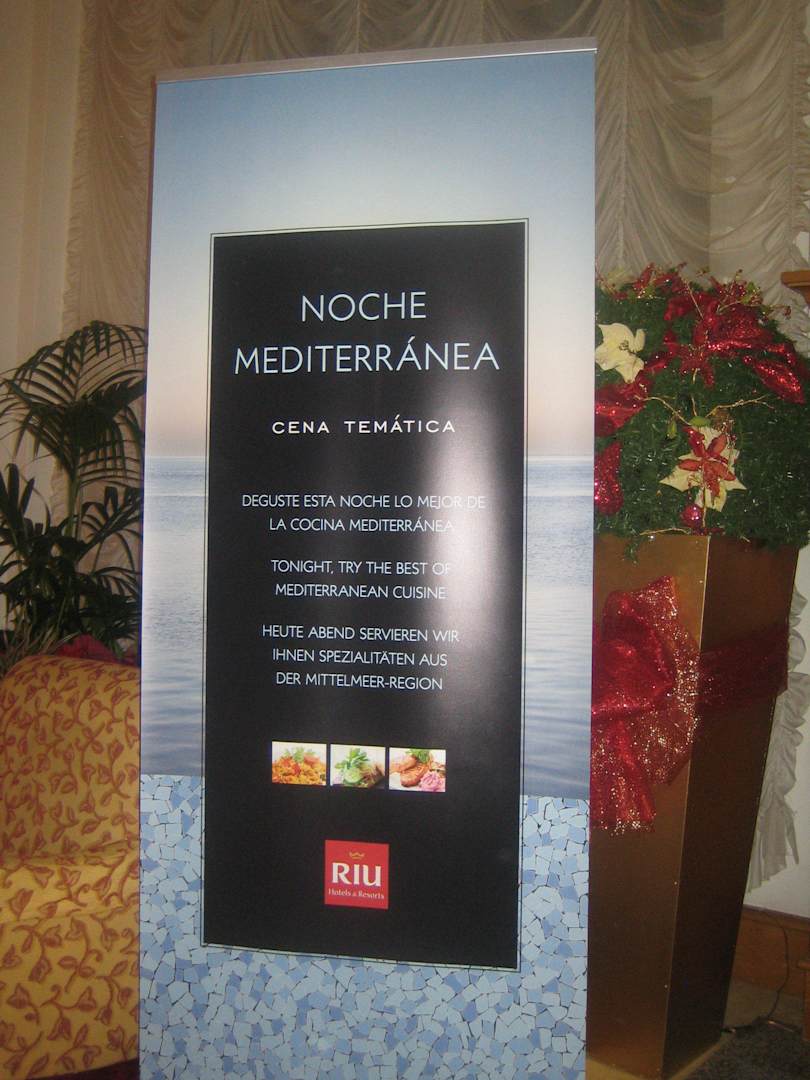 NOCHE
MEDITERRÁNEA
CENA TEMÁTICA
DEGUSTE ESTA NOCHE LO MEJOR DE
LA COCINA MEDITERRÁNEA
TONIGHT, TRY THE BEST OF
MEDITERRANEAN CUISINE
HEUTE ABEND SERVIEREN WIR
IHNEN SPEZIALITÄTEN AUS
DER MITTELMEER-REGION
RIU
Hotels & Resorts